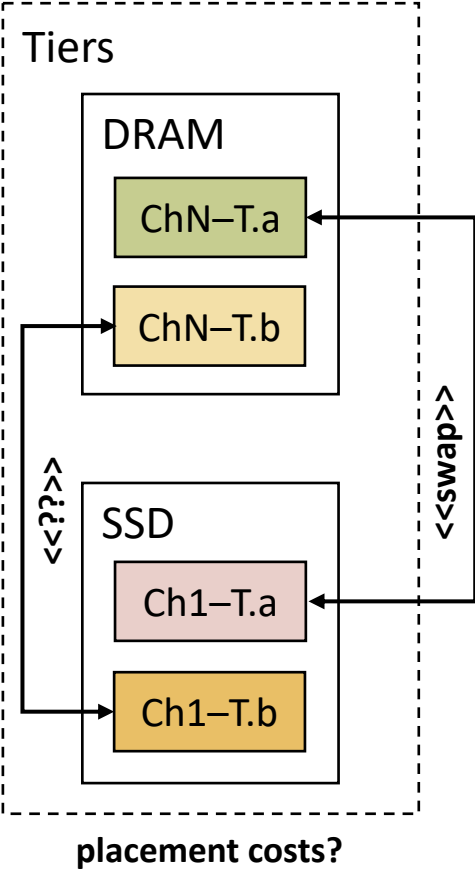 Tiers
DRAM
ChN–T.a
ChN–T.b
<<swap>>
<<??>>
SSD
Ch1–T.a
Ch1–T.b
placement costs?